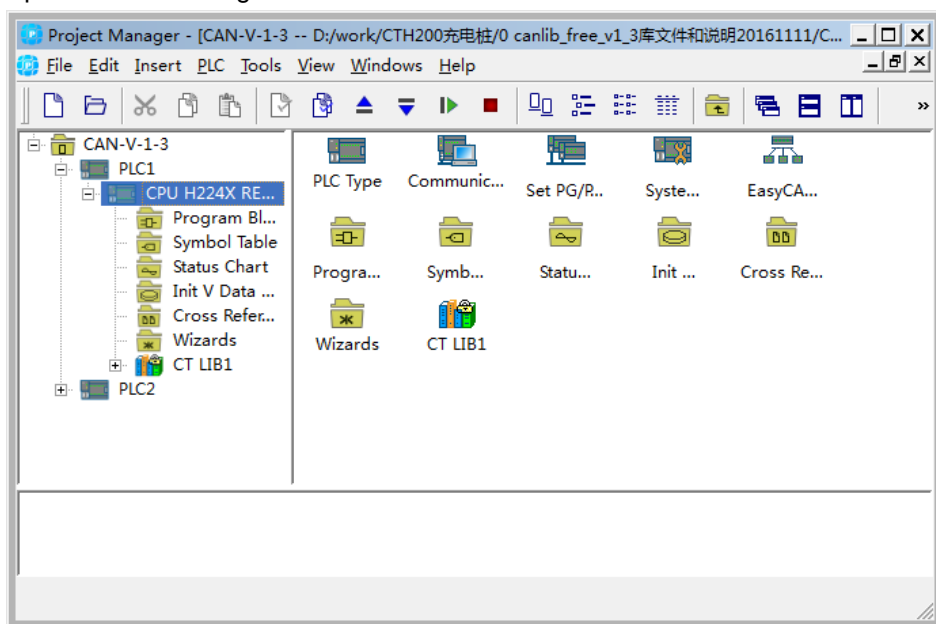 Project Manager - [CAN-V-1-3 -- D:/work/CTH200充电桩/0 canlib_free_v1_3库文件和说明20161111/C...
File Edit Insert PLC Tools View Windows Help
CAN-V-1-3
PLC1
CPU H224X RE...
Program Bl...
Symbol Table
Status Chart
Init V Data ...
Cross Refer...
Wizards
CT LIB1
PLC2
PLC Type Communic... Set PG/P... Syste... EasyCA...
Progra... Symb... Statu... Init ... Cross Re...
Wizards CT LIB1